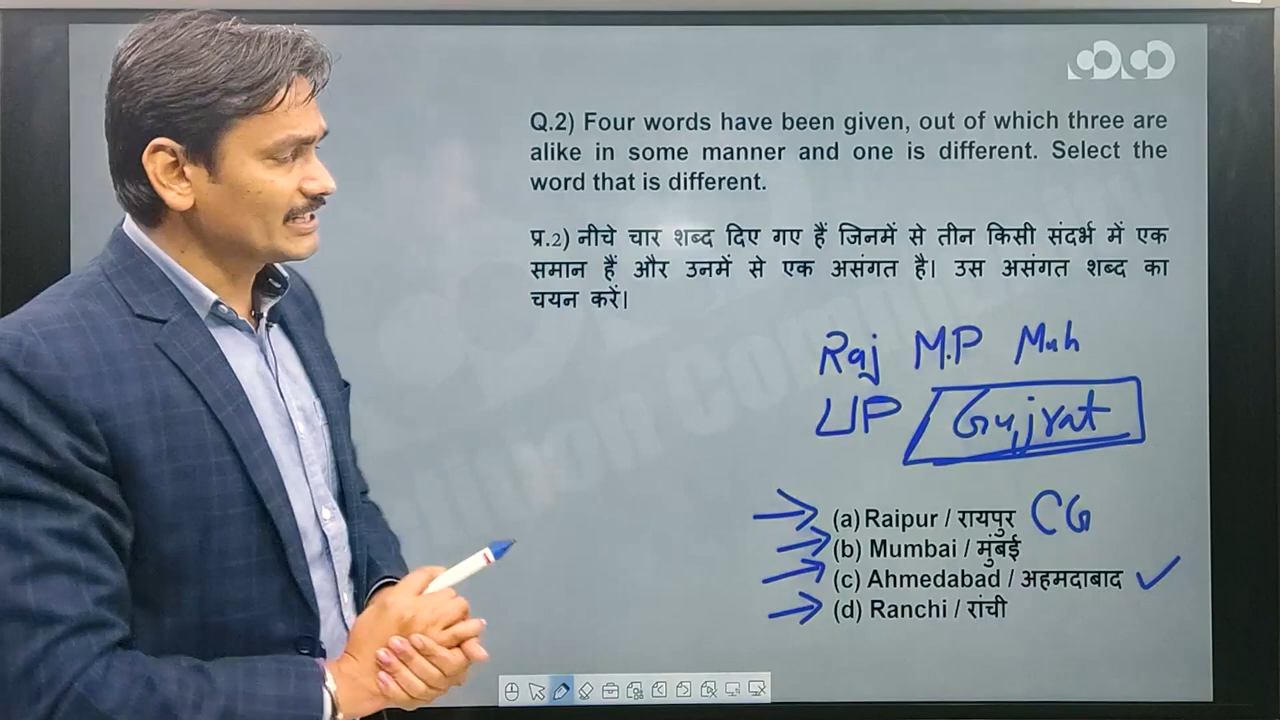 Q.2) Four words have been given, out of which three are
alike in some manner and one is different. Select the
word that is different.
प्र.2) नीचे चार शब्द दिए गए हैं जिनमें से तीन किसी संदर्भ में एक
समान हैं और उनमें से एक असंगत है। उस असंगत शब्द का
चयन करें।
Raj M.P Mah
UP Gujrat
(a) Raipur / रायपुर CG
(b) Mumbai / मुंबई
(c) Ahmedabad / अहमदाबाद
(d) Ranchi / रांची